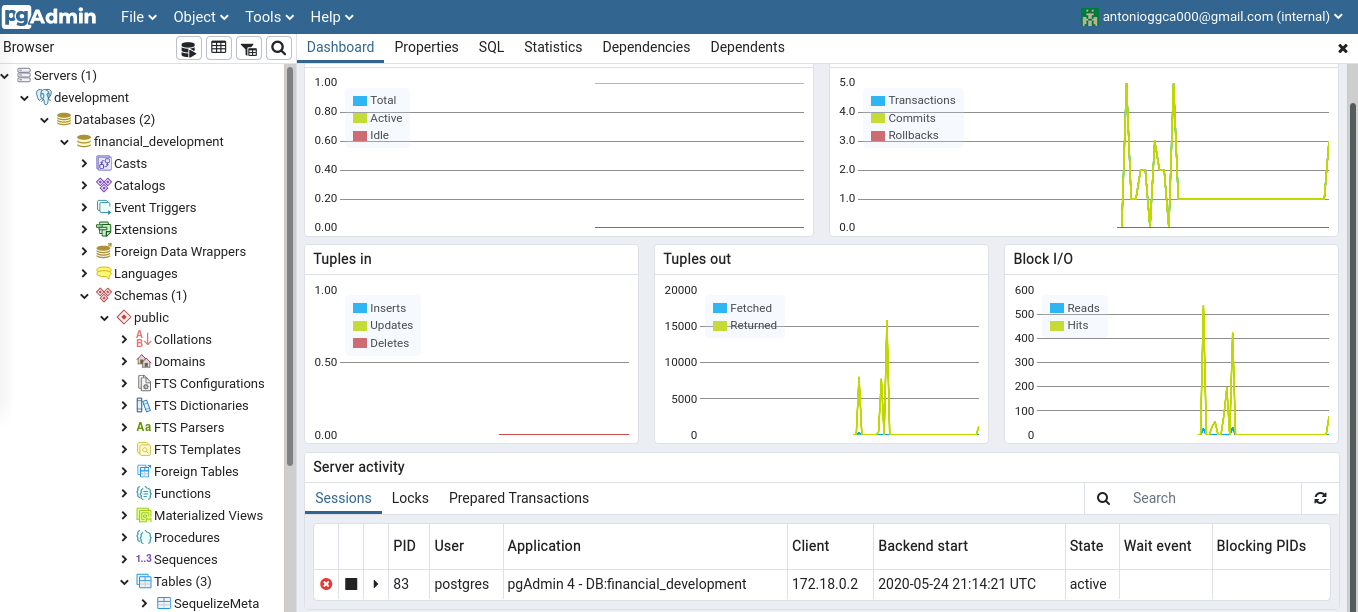 pgAdmin File Object Tools Help antonioggca000@gmail.com (internal)
Browser Dashboard Properties SQL Statistics Dependencies Dependents
Servers (1)
development
Databases (2)
financial_development
Casts
Catalogs
Event Triggers
Extensions
Foreign Data Wrappers
Languages
Schemas (1)
public
Collations
Domains
FTS Configurations
FTS Dictionaries
Aa FTS Parsers
FTS Templates
Foreign Tables
Functions
Materialized Views
Procedures
1..3 Sequences
Tables (3)
SequelizeMeta
1.00
0.80
0.60
0.40
0.20
0.00
Total
Active
Idle
5.0
4.0
3.0
2.0
1.0
0.0
Transactions
Commits
Rollbacks
Tuples in
1.00
0.50
0.00
Inserts
Updates
Deletes
Tuples out
20000
15000
10000
5000
0
Fetched
Returned
Block I/O
600
500
400
300
200
100
0
Reads
Hits
Server activity
Sessions Locks Prepared Transactions Search
PID User Application Client Backend start State Wait event Blocking PIDs
83 postgres pgAdmin 4 - DB:financial_development 172.18.0.2 2020-05-24 21:14:21 UTC active